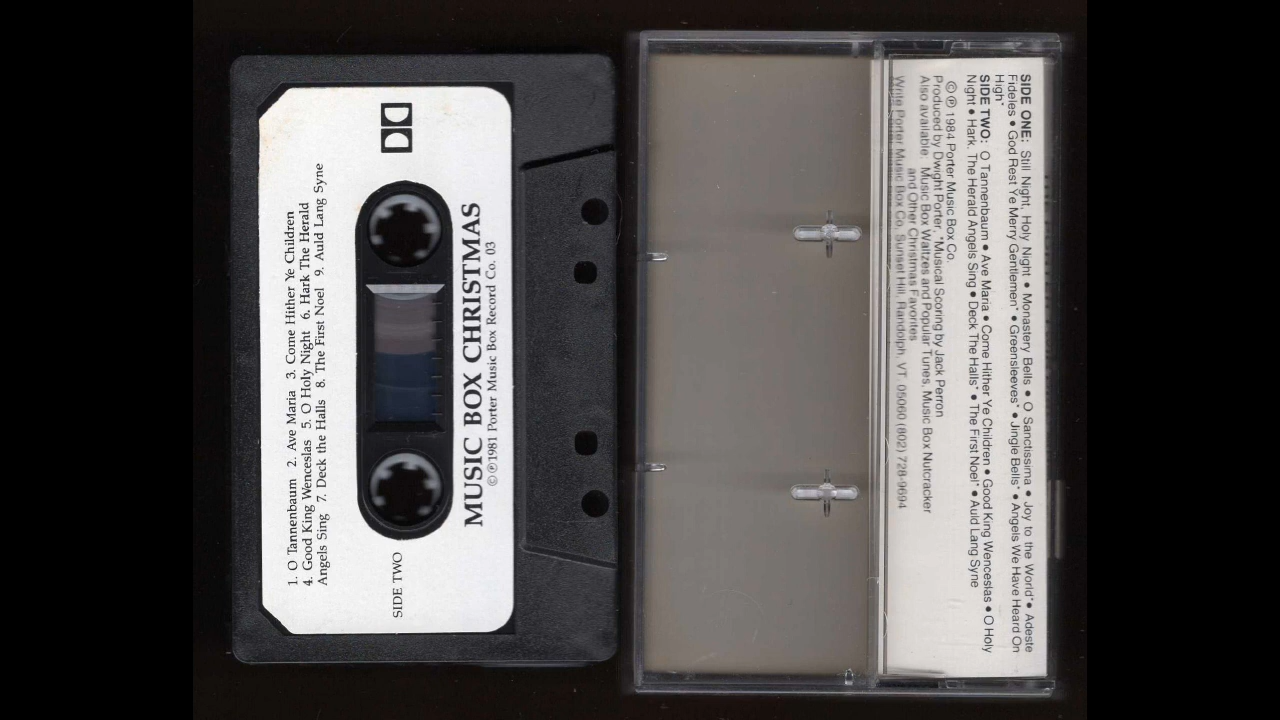 MUSIC BOX CHRISTMAS
© ℗ 1981 Porter Music Box Record Co. 03
SIDE TWO
1. O Tannenbaum 2. Ave Maria 3. Come Hither Ye Children
4. Good King Wenceslas 5. O Holy Night 6. Hark The Herald
Angels Sing 7. Deck the Halls 8. The First Noel 9. Auld Lang Syne
SIDE ONE: Still Night, Holy Night • Monastery Bells • O Sanctissima • Joy to the World* • Adeste
Fideles • God Rest Ye Merry Gentlemen* • Greensleeves* • Jingle Bells* • Angels We Have Heard On
High*
SIDE TWO: O Tannenbaum • Ave Maria • Come Hither Ye Children • Good King Wenceslas • O Holy
Night • Hark, The Herald Angels Sing • Deck The Halls* • The First Noel* • Auld Lang Syne
© ℗ 1984 Porter Music Box Co.
Produced by Dwight Porter, *Musical Scoring by Jack Perron
Also available: Music Box Waltzes and Popular Tunes, Music Box Nutcracker
and Other Christmas Favorites
Write Porter Music Box Co, Sunset Hill, Randolph, VT. 05060 (802) 728-9694